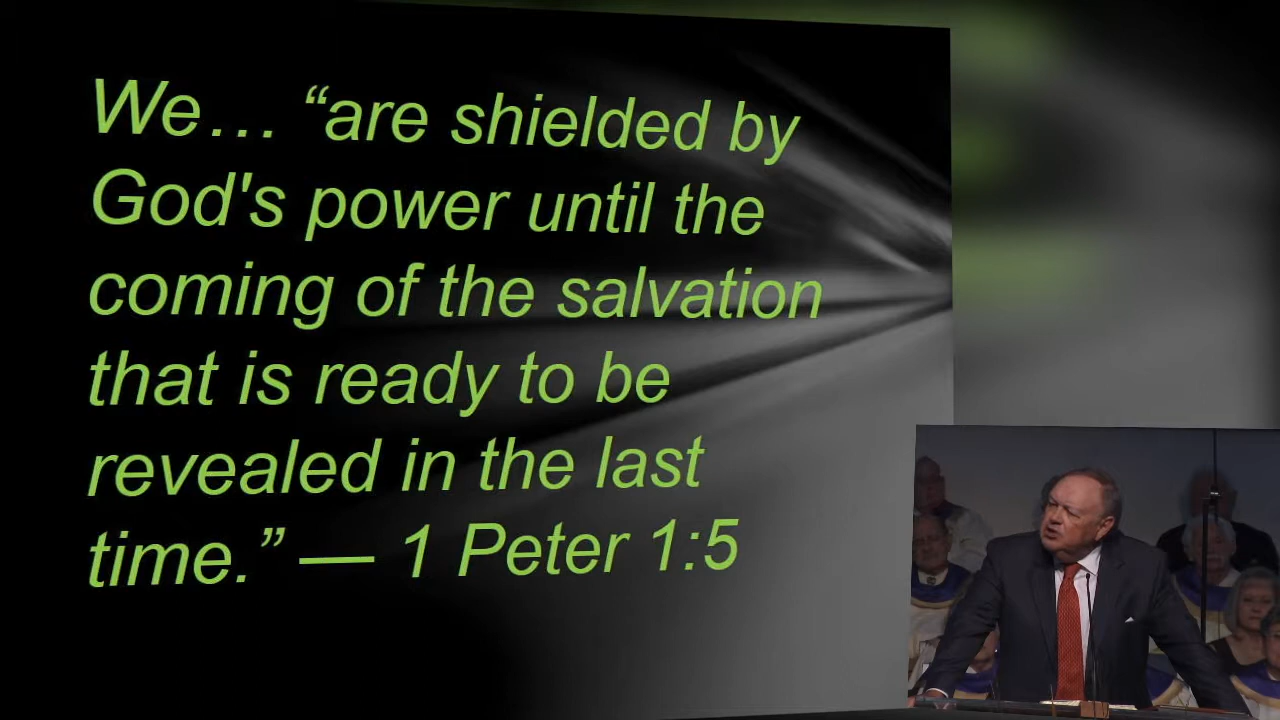 We… “are shielded by
God's power until the
coming of the salvation
that is ready to be
revealed in the last
time.” — 1 Peter 1:5